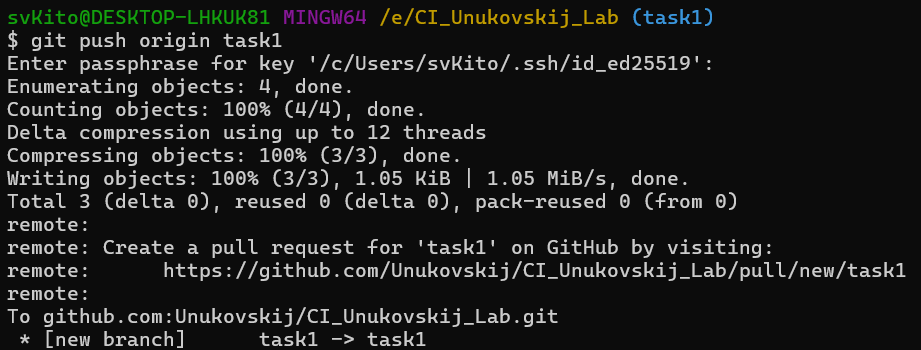 svKito@DESKTOP-LHKUK81 MINGW64 /e/CI_Unukovskij_Lab (task1)
$ git push origin task1
Enter passphrase for key '/c/Users/svKito/.ssh/id_ed25519':
Enumerating objects: 4, done.
Counting objects: 100% (4/4), done.
Delta compression using up to 12 threads
Compressing objects: 100% (3/3), done.
Writing objects: 100% (3/3), 1.05 KiB | 1.05 MiB/s, done.
Total 3 (delta 0), reused 0 (delta 0), pack-reused 0 (from 0)
remote:
remote: Create a pull request for 'task1' on GitHub by visiting:
remote:      https://github.com/Unukovskij/CI_Unukovskij_Lab/pull/new/task1
remote:
To github.com:Unukovskij/CI_Unukovskij_Lab.git
 * [new branch]      task1 -> task1